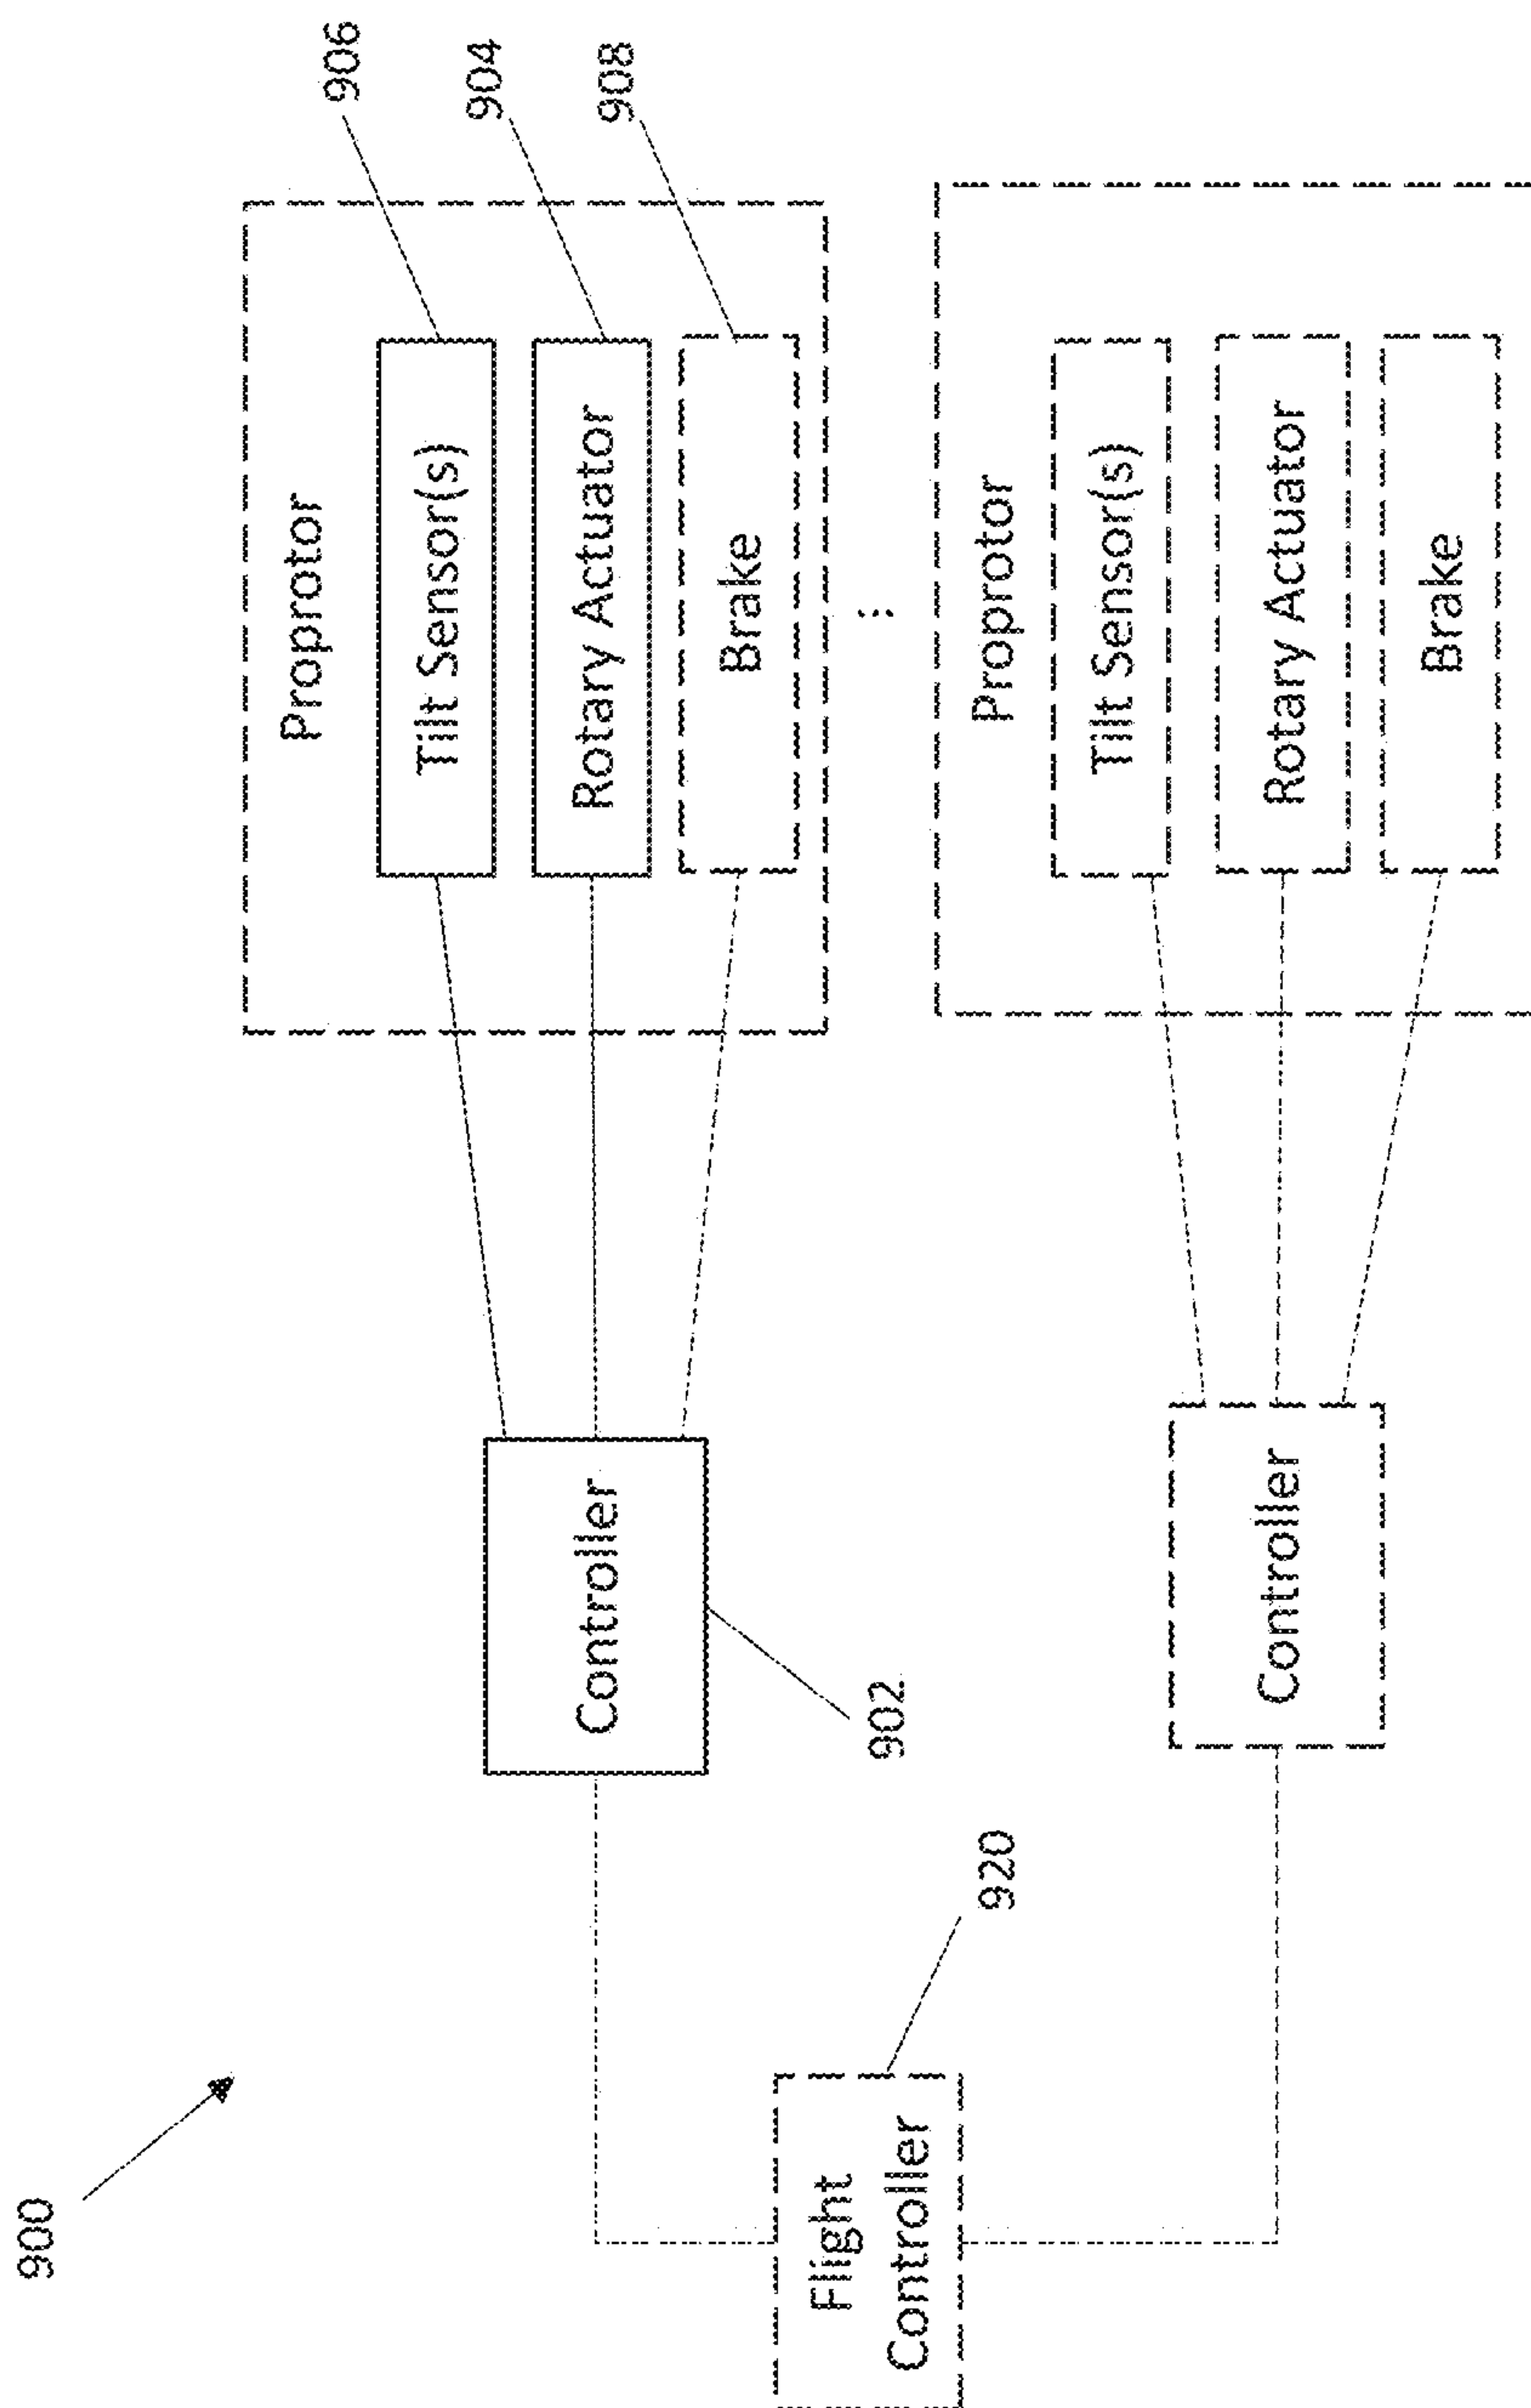 900
Flight
Controller
920
Controller
902
Proprotor
Tilt Sensor(s)
Rotary Actuator
Brake
906
904
908
...
Controller
Proprotor
Tilt Sensor(s)
Rotary Actuator
Brake